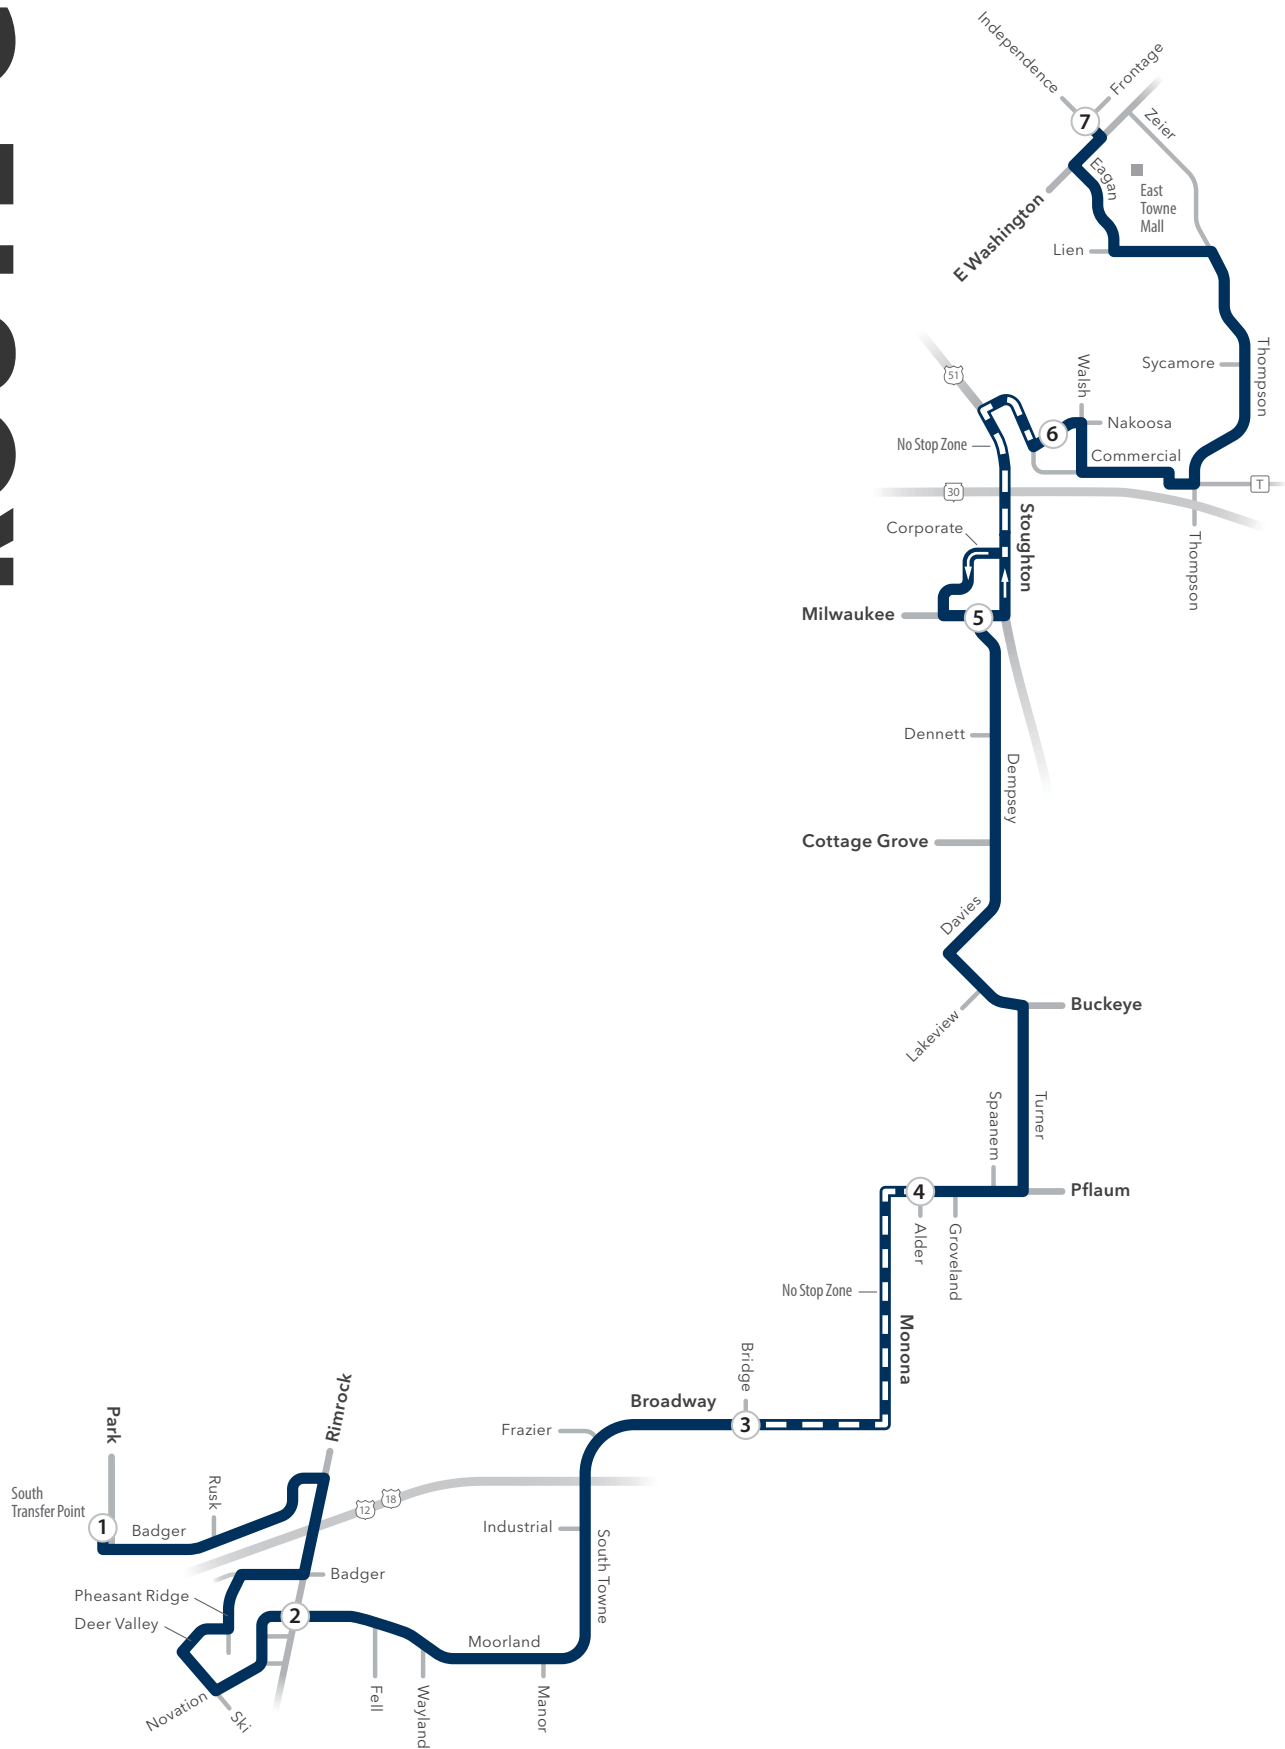 Independence
Frontage
7
Zeier
Eagan
East
Towne
Mall
E Washington
Lien
Thompson
Sycamore
51
Walsh
6
Nakoosa
No Stop Zone
Commercial
30
T
Stoughton
Corporate
Thompson
Milwaukee
5
Dennett
Dempsey
Cottage Grove
Davies
Buckeye
Lakeview
Spaanem
Turner
4
Pflaum
Alder
Groveland
No Stop Zone
Monona
Bridge
Broadway
3
Frazier
Rimrock
Park
South
Transfer Point
Rusk
12
18
1
Badger
Industrial
South Towne
Badger
Pheasant Ridge
Deer Valley
2
Moorland
Novation
Ski
Fell
Wayland
Manor